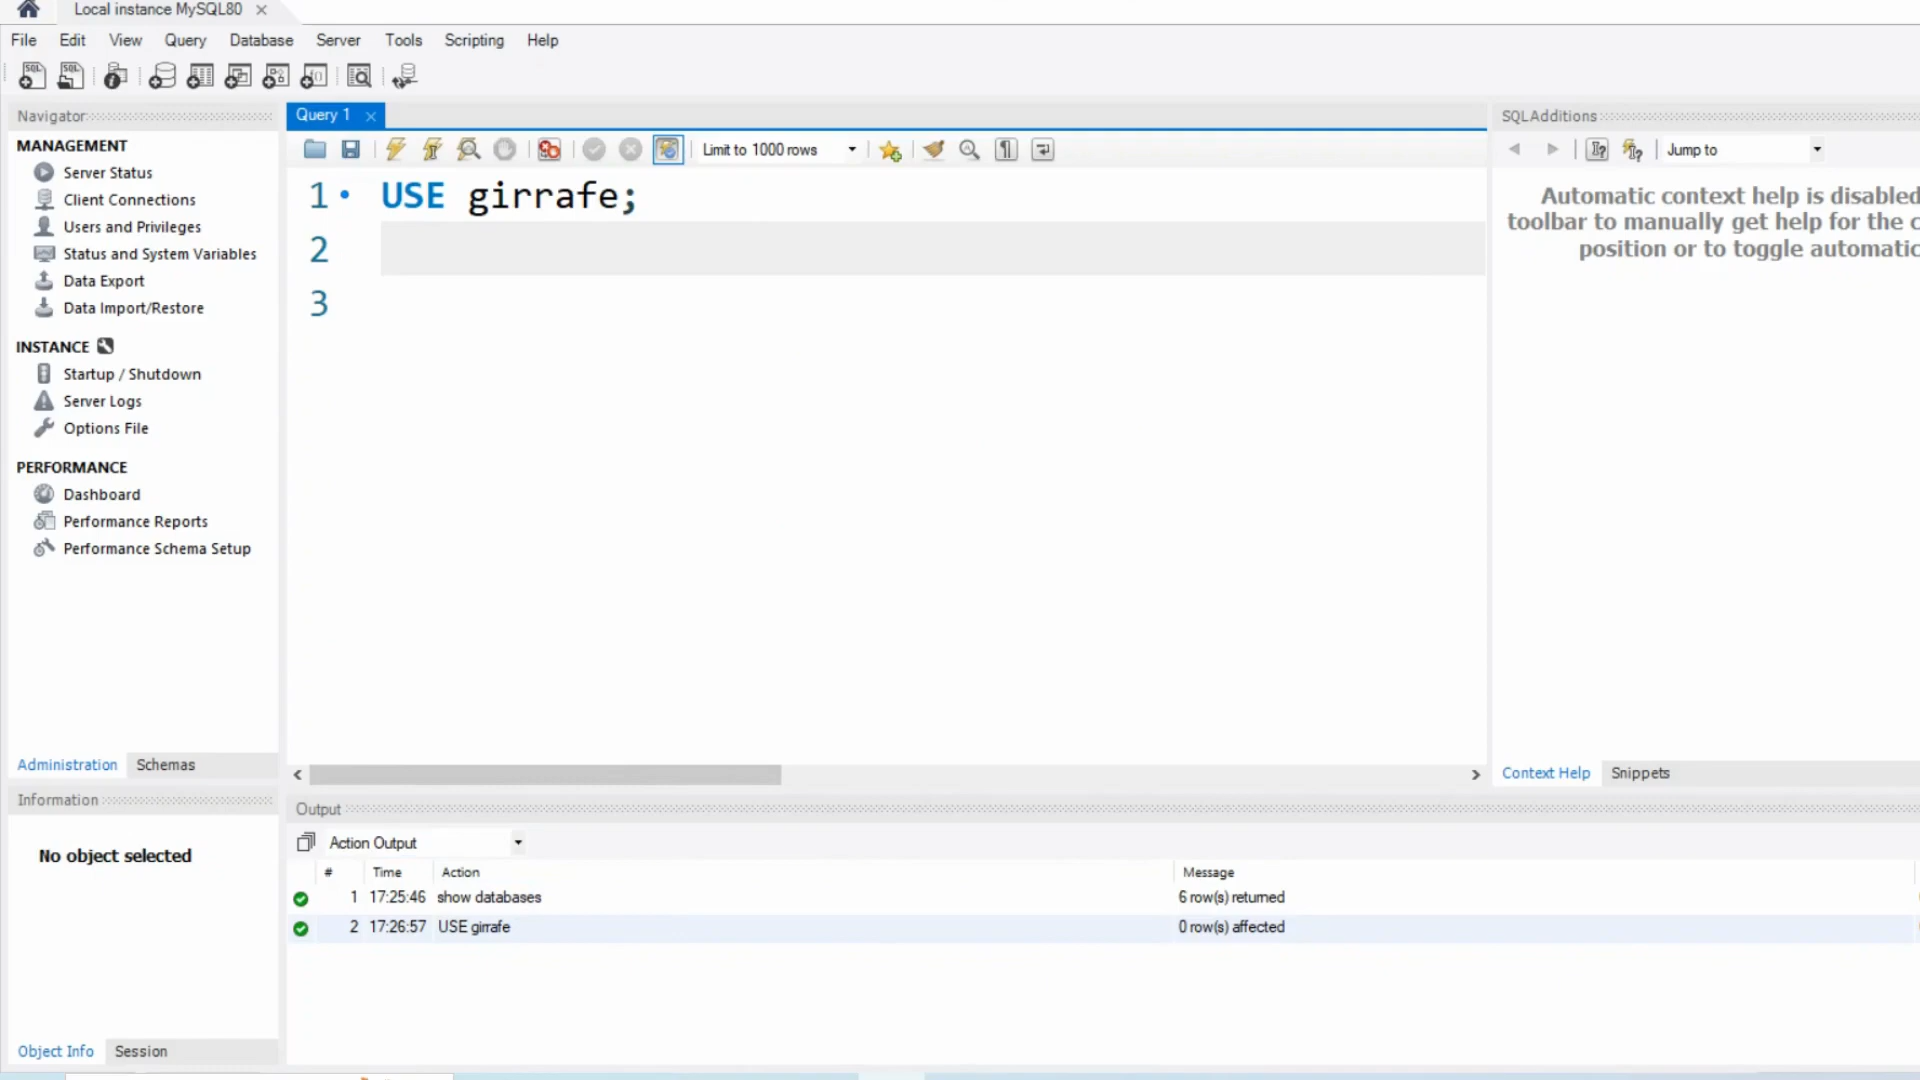 Local instance MySQL80
File Edit View Query Database Server Tools Scripting Help
Navigator
MANAGEMENT
Server Status
Client Connections
Users and Privileges
Status and System Variables
Data Export
Data Import/Restore
INSTANCE
Startup / Shutdown
Server Logs
Options File
PERFORMANCE
Dashboard
Performance Reports
Performance Schema Setup
Administration Schemas
Information
No object selected
Object Info Session
Query 1
Limit to 1000 rows
1 USE girrafe;
2
3
SQLAdditions
Jump to
Automatic context help is disabled
toolbar to manually get help for the c
position or to toggle automatic
Context Help Snippets
Output
Action Output
# Time Action Message
1 17:25:46 show databases 6 row(s) returned
2 17:26:57 USE girrafe 0 row(s) affected